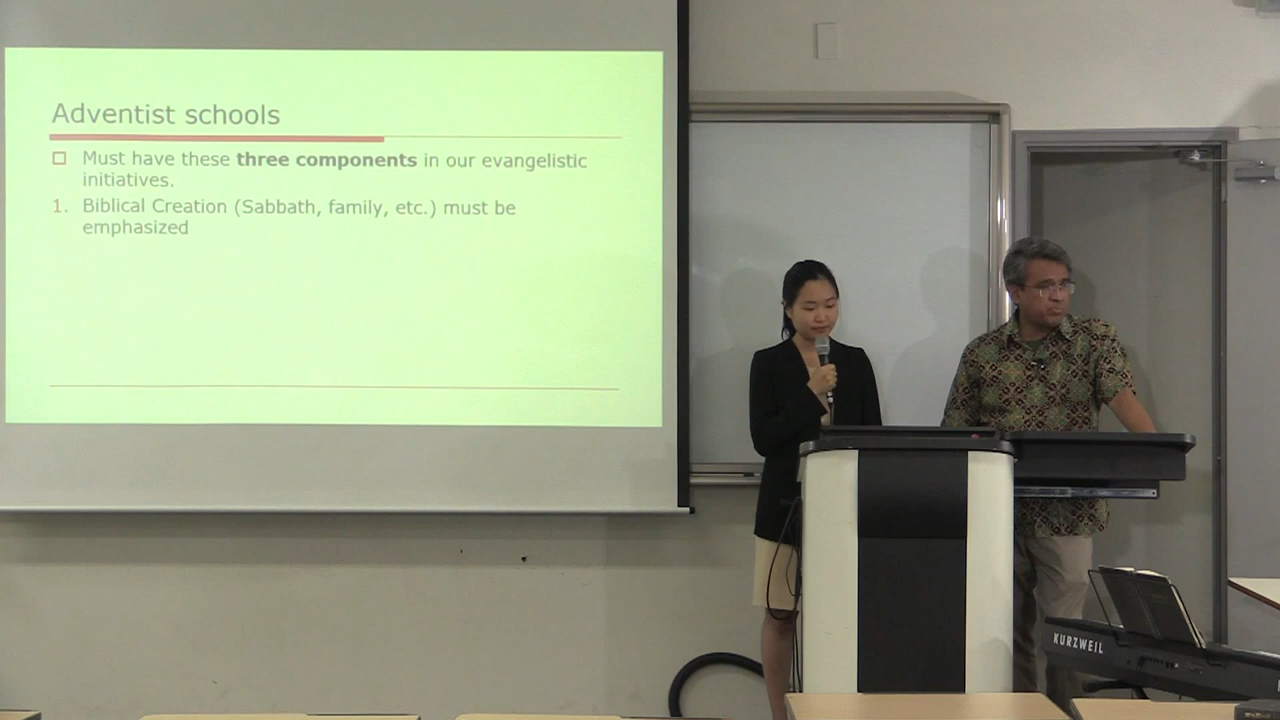 Adventist schools
Must have these three components in our evangelistic
initiatives.
1. Biblical Creation (Sabbath, family, etc.) must be
emphasized
KURZWEIL